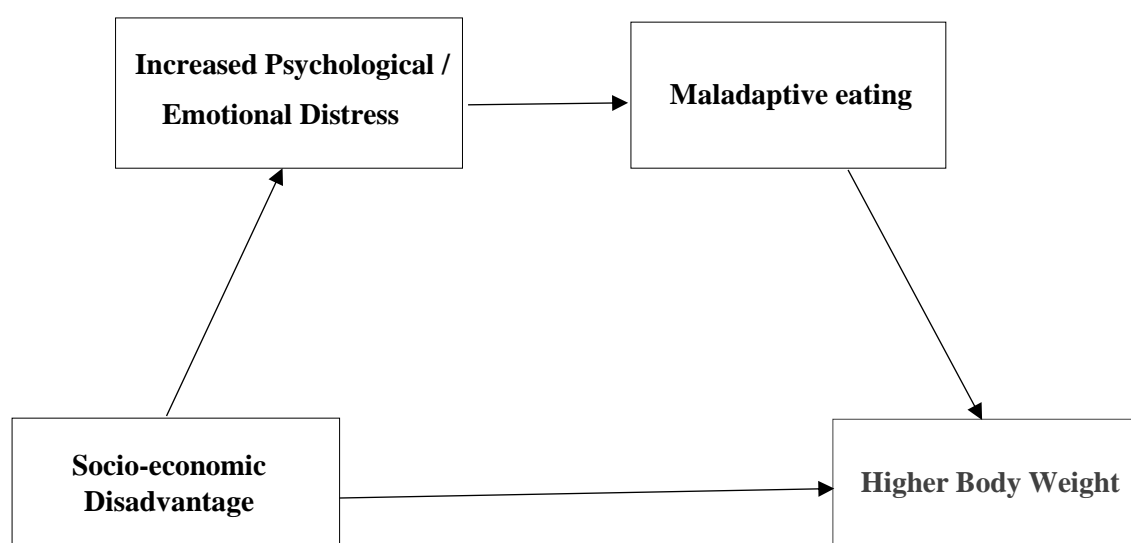 Increased Psychological /
Emotional Distress
Maladaptive eating
Socio-economic
Disadvantage
Higher Body Weight